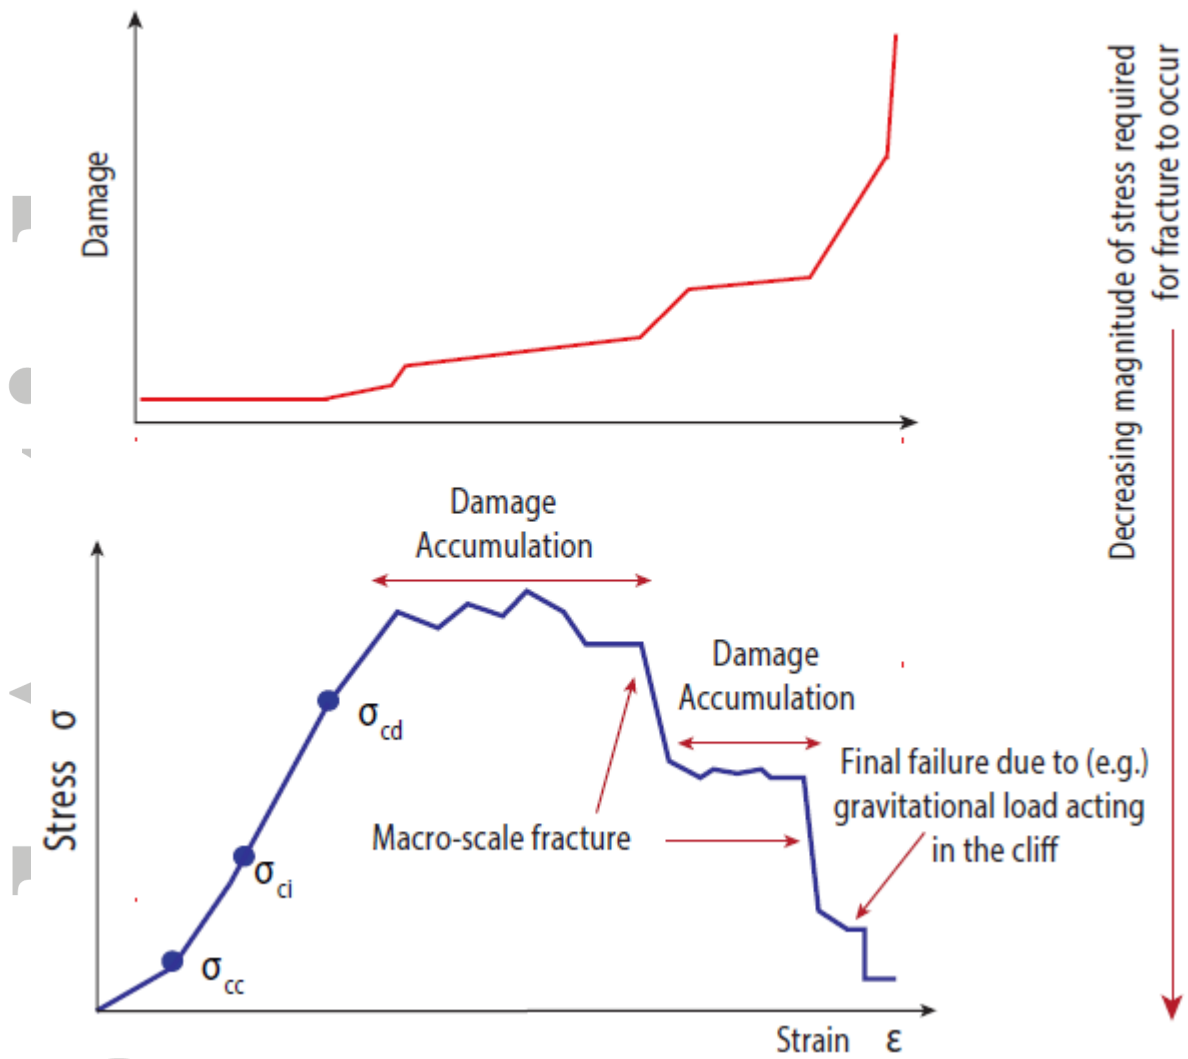 Damage
Decreasing magnitude of stress required
for fracture to occur
Damage
Accumulation
Damage
Accumulation
Stress σ
σcd
Final failure due to (e.g.)
gravitational load acting
in the cliff
Macro-scale fracture
σci
σcc
Strain ε